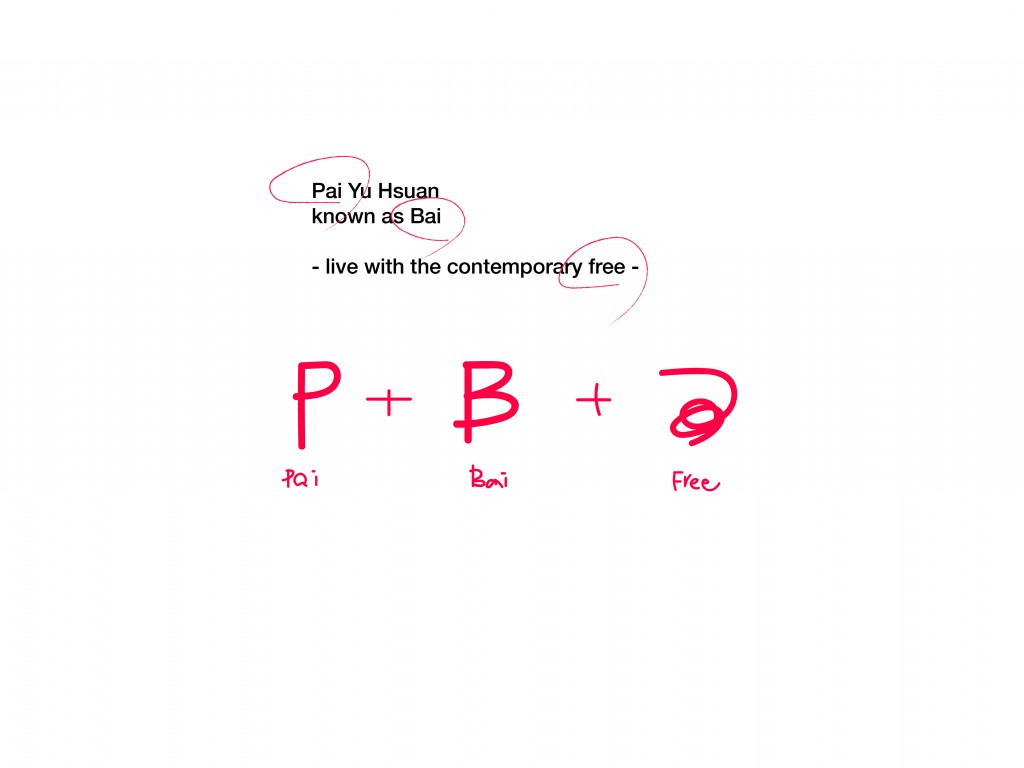 Pai Yu Hsuan
known as Bai
- live with the contemporary free -
P + B +
Pai Bai Free